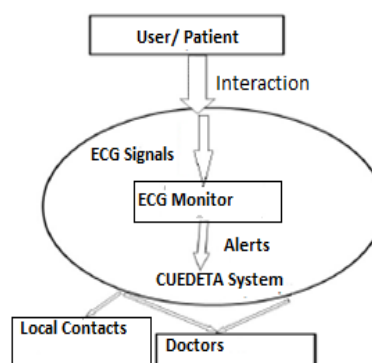 User/ Patient
Interaction
ECG Signals
ECG Monitor
Alerts
CUEDETA System
Local Contacts
Doctors